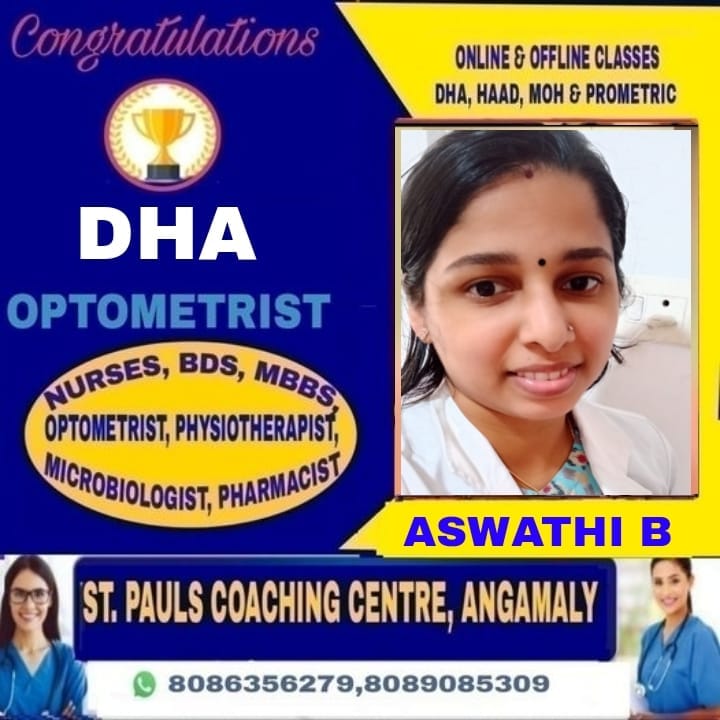 Congratulations
ONLINE & OFFLINE CLASSES
DHA, HAAD, MOH & PROMETRIC
DHA
OPTOMETRIST
NURSES, BDS, MBBS,
OPTOMETRIST, PHYSIOTHERAPIST,
MICROBIOLOGIST, PHARMACIST
ASWATHI B
ST. PAULS COACHING CENTRE, ANGAMALY
8086356279,8089085309